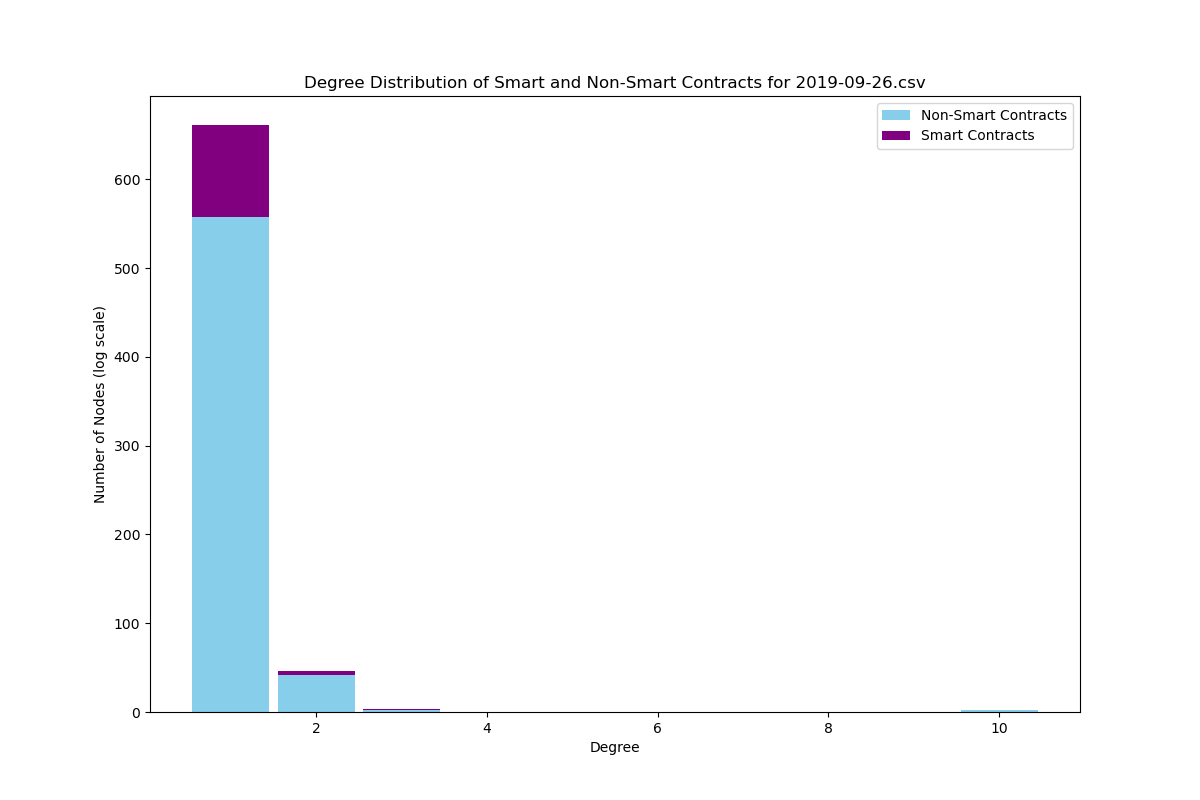 Degree Distribution of Smart and Non-Smart Contracts for 2019-09-26.csv
Non-Smart Contracts
Smart Contracts
Number of Nodes (log scale)
600
500
400
300
200
100
0
2 4 6 8 10
Degree